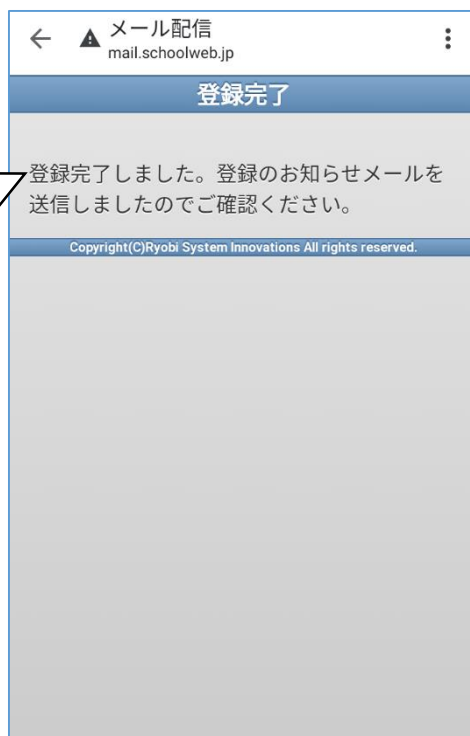 メール配信
mail.schoolweb.jp
登録完了
登録完了しました。登録のお知らせメールを
送信しましたのでご確認ください。
Copyright(C)Ryobi System Innovations All rights reserved.